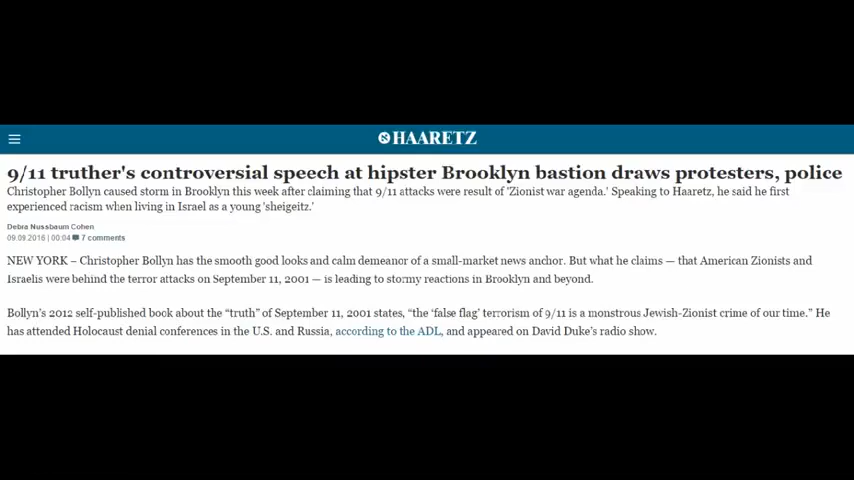 HAARETZ
9/11 truther's controversial speech at hipster Brooklyn bastion draws protesters, police
Christopher Bollyn caused storm in Brooklyn this week after claiming that 9/11 attacks were result of 'Zionist war agenda.' Speaking to Haaretz, he said he first
experienced racism when living in Israel as a young 'sheigeitz.'
Debra Nussbaum Cohen
09.09.2016 | 00:04 7 comments
NEW YORK – Christopher Bollyn has the smooth good looks and calm demeanor of a small-market news anchor. But what he claims — that American Zionists and
Israelis were behind the terror attacks on September 11, 2001 — is leading to stormy reactions in Brooklyn and beyond.
Bollyn's 2012 self-published book about the “truth” of September 11, 2001 states, “the ‘false flag’ terrorism of 9/11 is a monstrous Jewish-Zionist crime of our time.” He
has attended Holocaust denial conferences in the U.S. and Russia, according to the ADL, and appeared on David Duke’s radio show.